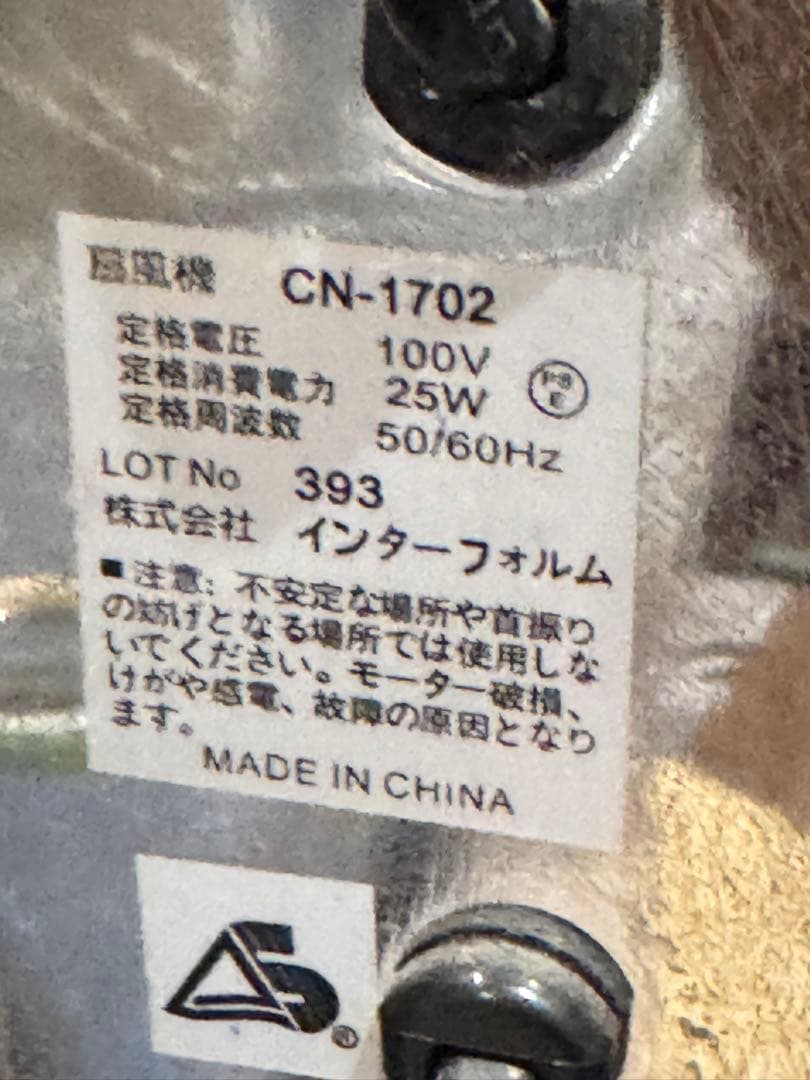 扇風機 CN-1702
定格電圧 100V
定格消費電力 25W
定格周波数 50/60Hz
LOT No 393
株式会社 インターフォルム
■注意: 不安定な場所や首振り
の妨げとなる場所では使用しな
いでください。モーター破損、
けがや感電、故障の原因となり
ます。
MADE IN CHINA